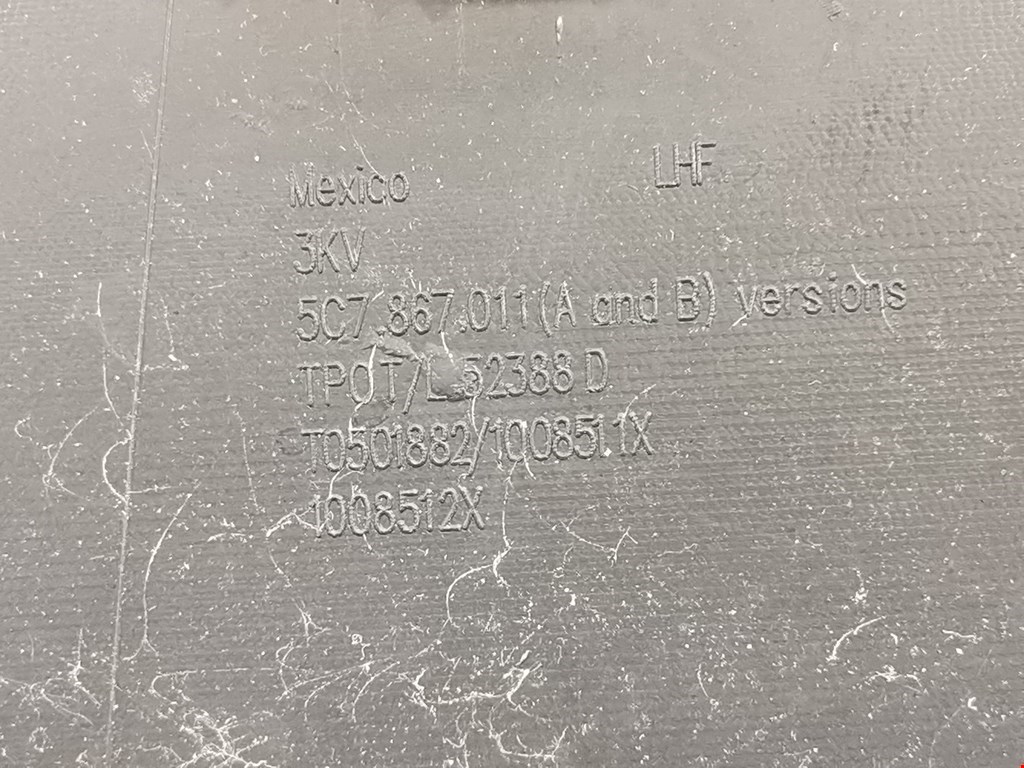 Mexico LHF
3KV
5C7.867.011(A and B) versions
TPO T/L 52388 D
T0501882/1008511X
1008512X